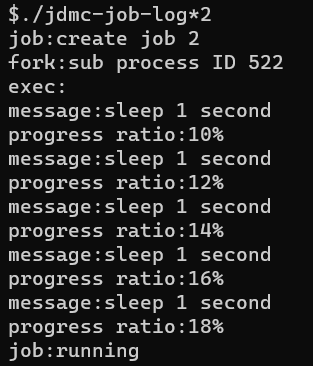 $./jdmc-job-log*2
job:create job 2
fork:sub process ID 522
exec:
message:sleep 1 second
progress ratio:10%
message:sleep 1 second
progress ratio:12%
message:sleep 1 second
progress ratio:14%
message:sleep 1 second
progress ratio:16%
message:sleep 1 second
progress ratio:18%
job:running